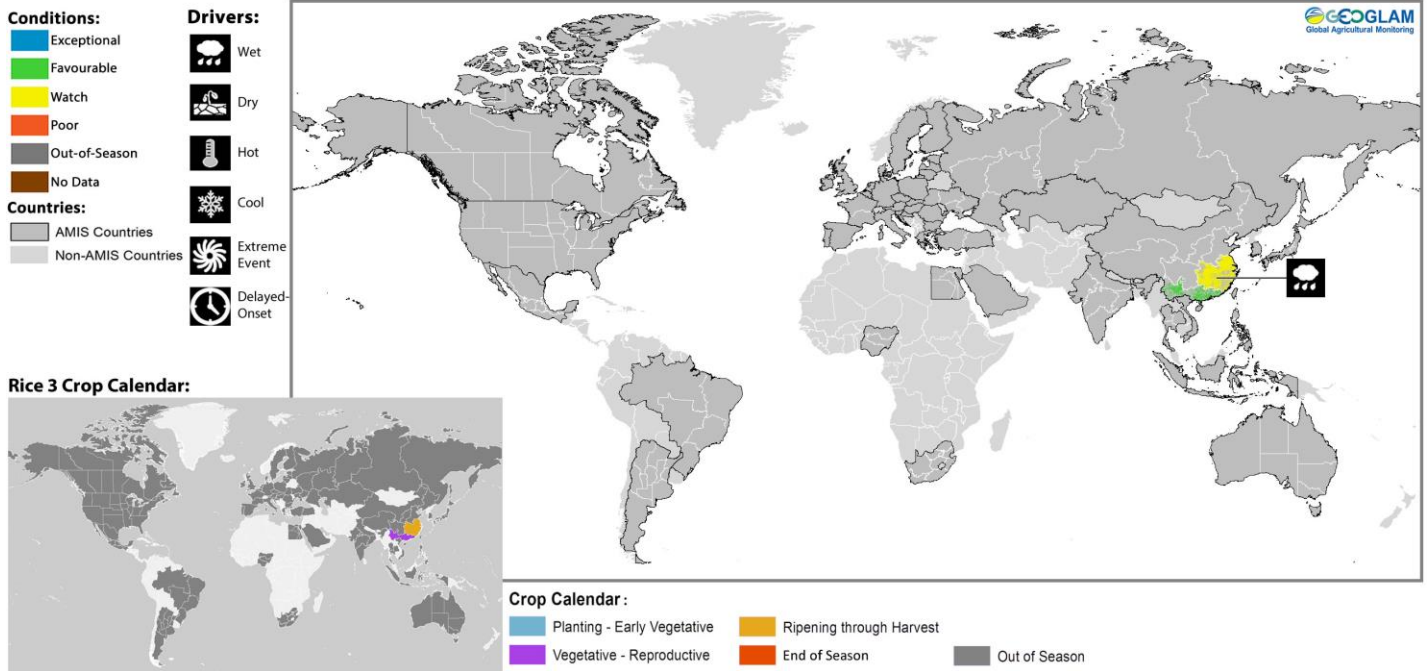 Conditions:
Exceptional
Favourable
Watch
Poor
Out-of-Season
No Data
Countries:
AMIS Countries
Non-AMIS Countries
Drivers:
Wet
Dry
Hot
Cool
Extreme
Event
Delayed-
Onset
GEOGLAM
Global Agricultural Monitoring
Rice 3 Crop Calendar:
Crop Calendar :
Planting - Early Vegetative
Vegetative - Reproductive
Ripening through Harvest
End of Season
Out of Season